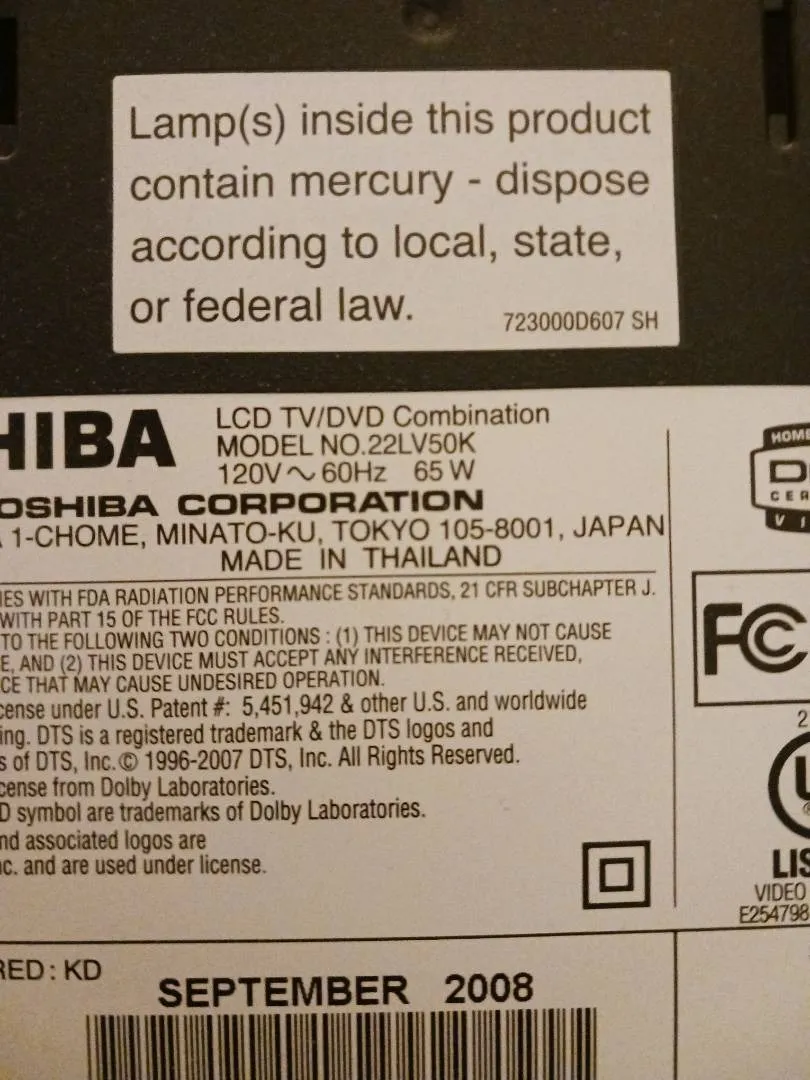 Lamp(s) inside this product
contain mercury - dispose
according to local, state,
or federal law.
723000D607 SH
HIBA
LCD TV/DVD Combination
MODEL NO.22LV50K
120V～60Hz 65 W
OSHIBA CORPORATION
1-CHOME, MINATO-KU, TOKYO 105-8001, JAPAN
MADE IN THAILAND
IES WITH FDA RADIATION PERFORMANCE STANDARDS, 21 CFR SUBCHAPTER J.
WITH PART 15 OF THE FCC RULES.
TO THE FOLLOWING TWO CONDITIONS : (1) THIS DEVICE MAY NOT CAUSE
E, AND (2) THIS DEVICE MUST ACCEPT ANY INTERFERENCE RECEIVED,
CE THAT MAY CAUSE UNDESIRED OPERATION.
cense under U.S. Patent #: 5,451,942 & other U.S. and worldwide
ing. DTS is a registered trademark & the DTS logos and
s of DTS, Inc.© 1996-2007 DTS, Inc. All Rights Reserved.
cense from Dolby Laboratories.
D symbol are trademarks of Dolby Laboratories.
nd associated logos are
nc. and are used under license.
RED : KD
SEPTEMBER 2008
HOME
D
CER
VI
FC
2
U
®
LIS
VIDEO
E254798